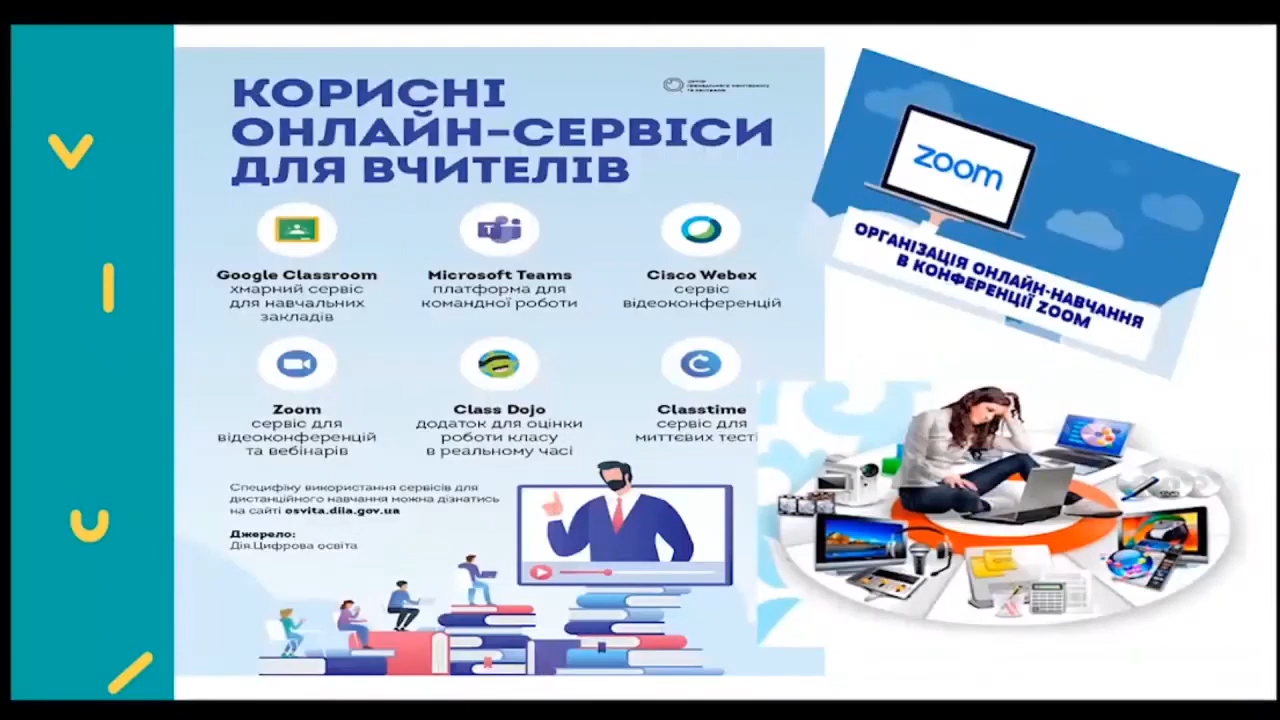 КОРИСНІ
ОНЛАЙН-СЕРВІСИ
ДЛЯ ВЧИТЕЛІВ
Google Classroom
хмарний сервіс
для навчальних
закладів
Microsoft Teams
платформа для
командної роботи
Cisco Webex
сервіс
відеоконференцій
Zoom
сервіс для
відеоконференцій
та вебінарів
Class Dojo
додаток для оцінки
роботи класу
в реальному часі
Classtime
сервіс для
миттєвих тесті
Специфіку використання сервісів для
дистанційного навчання можна дізнатись
на сайті osvita.diia.gov.ua
Джерело:
Дія.Цифрова освіта
zoom
ОРГАНІЗАЦІЯ ОНЛАЙН-НАВЧАННЯ
В КОНФЕРЕНЦІЇ ZOOM